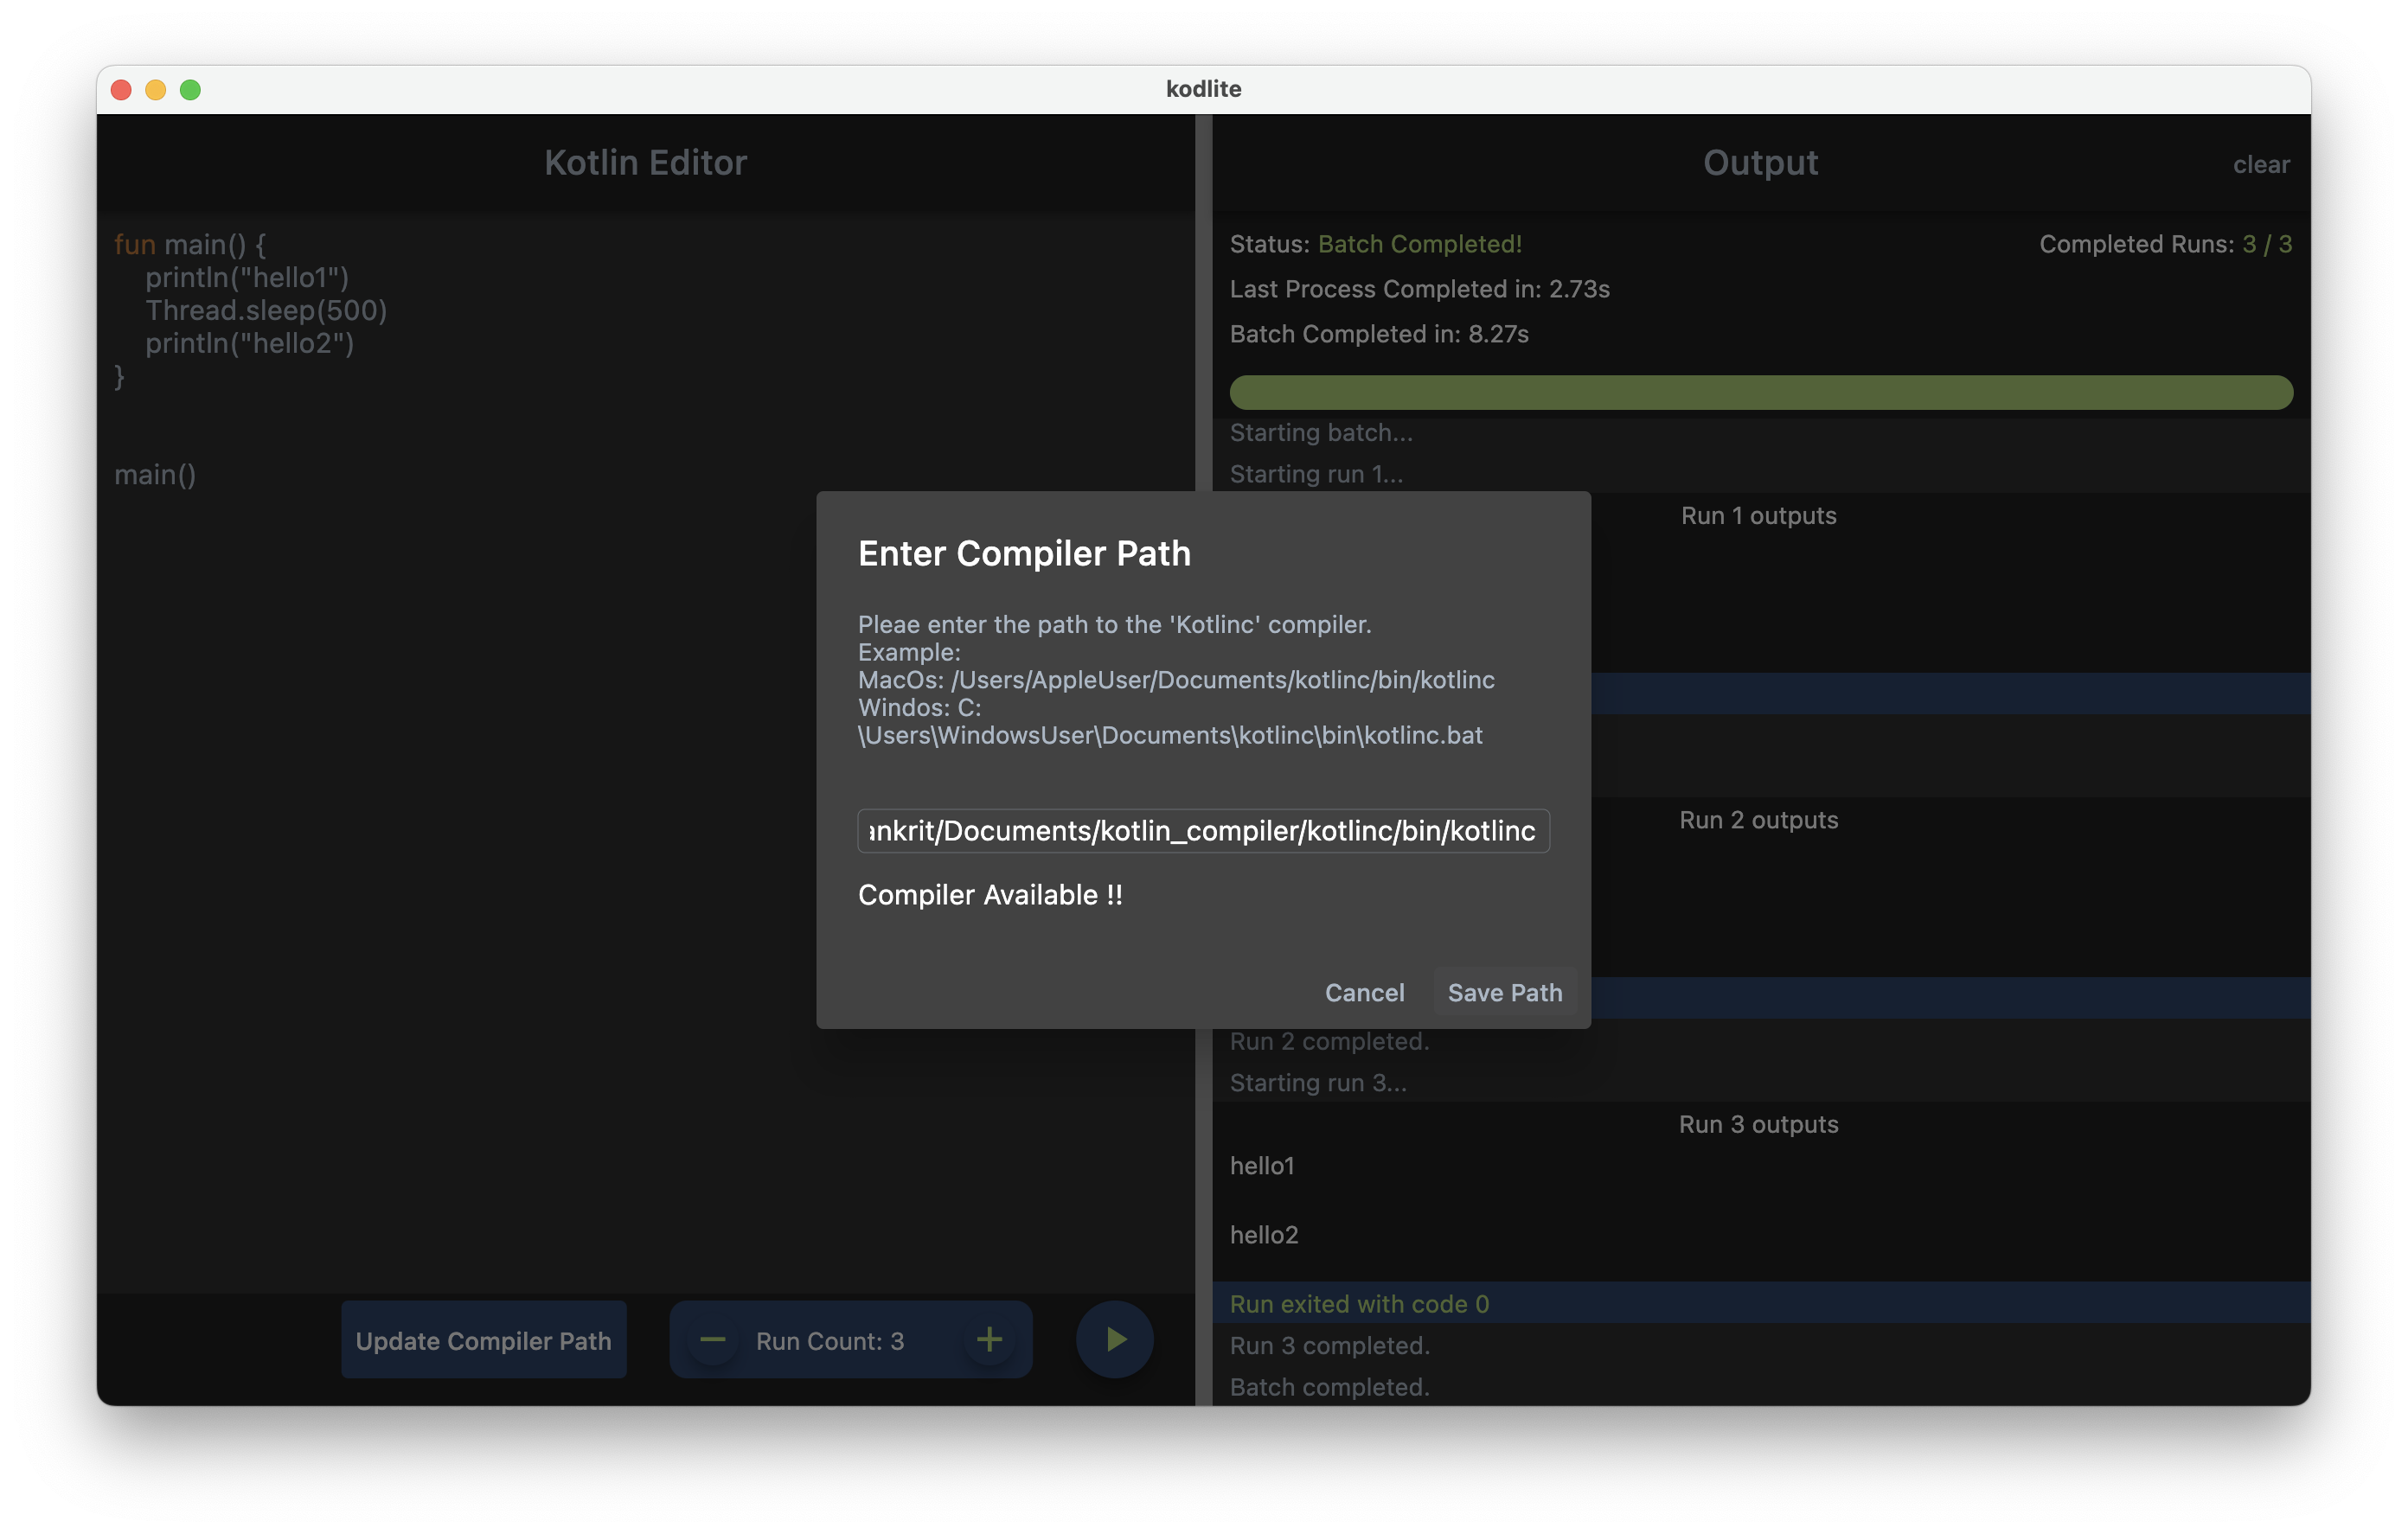 kodlite
Kotlin Editor
fun main() {
println("hello1")
Thread.sleep(500)
println("hello2")
}
main()
Update Compiler Path
Run Count: 3
Output
clear
Status: Batch Completed!
Completed Runs: 3 / 3
Last Process Completed in: 2.73s
Batch Completed in: 8.27s
Starting batch...
Starting run 1...
Run 1 outputs
Run 2 outputs
Run 2 completed.
Starting run 3...
Run 3 outputs
hello1
hello2
Run exited with code 0
Run 3 completed.
Batch completed.
Enter Compiler Path
Pleae enter the path to the 'Kotlinc' compiler.
Example:
MacOs: /Users/AppleUser/Documents/kotlinc/bin/kotlinc
Windos: C:
\Users\WindowsUser\Documents\kotlinc\bin\kotlinc.bat
ankrit/Documents/kotlin_compiler/kotlinc/bin/kotlinc
Compiler Available !!
Cancel
Save Path